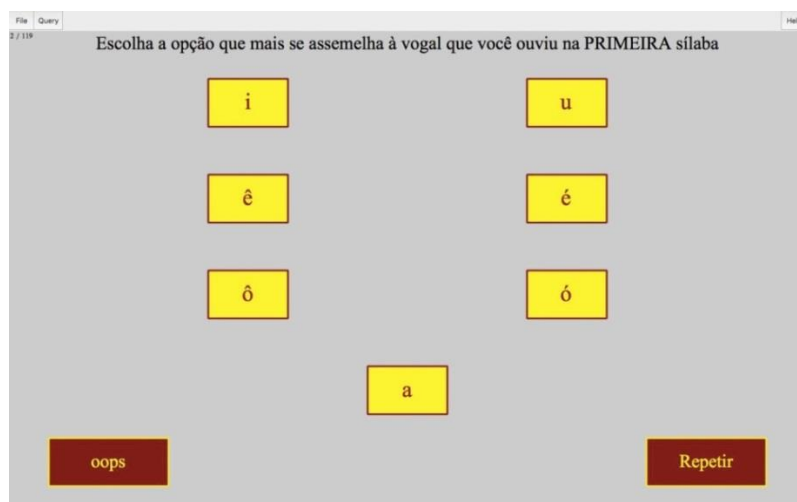 File Query Hel
2 / 119
Escolha a opção que mais se assemelha à vogal que você ouviu na PRIMEIRA sílaba
i u
ê é
ô ó
a
oops Repetir